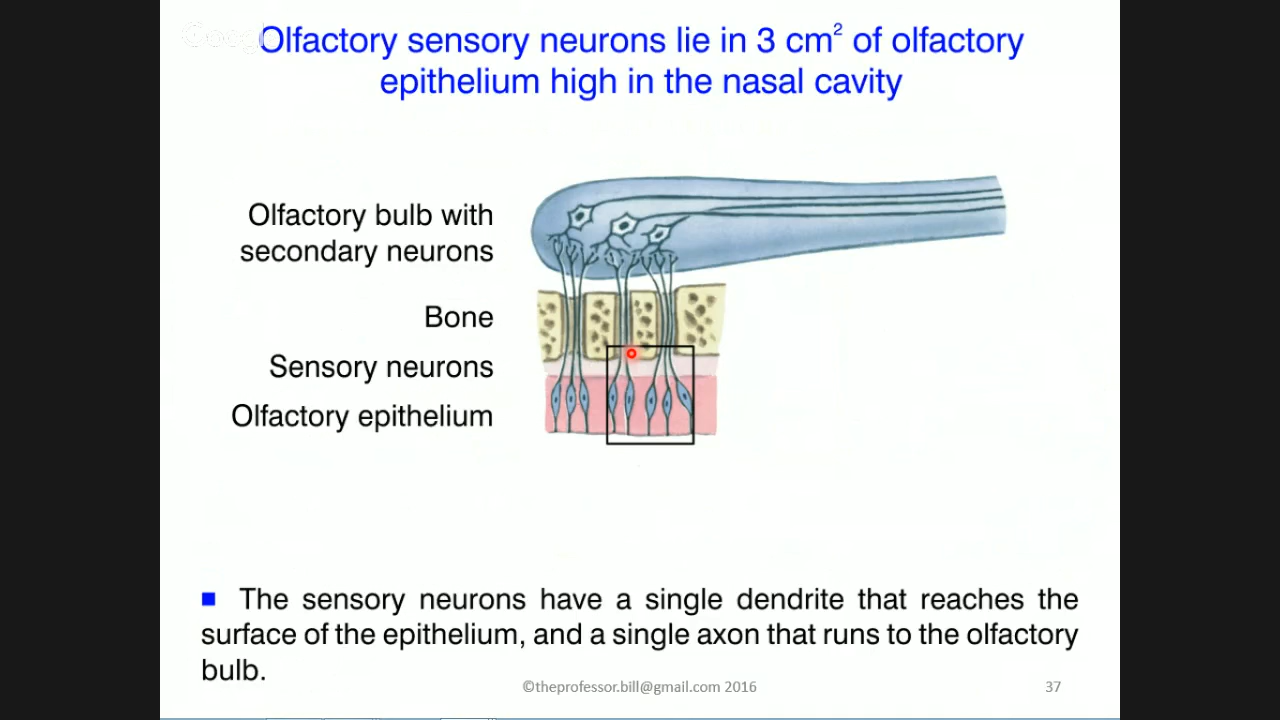 Google
Olfactory sensory neurons lie in 3 cm² of olfactory
epithelium high in the nasal cavity
Olfactory bulb with
secondary neurons
Bone
Sensory neurons
Olfactory epithelium
■ The sensory neurons have a single dendrite that reaches the
surface of the epithelium, and a single axon that runs to the olfactory
bulb.
©theprofessor.bill@gmail.com 2016
37